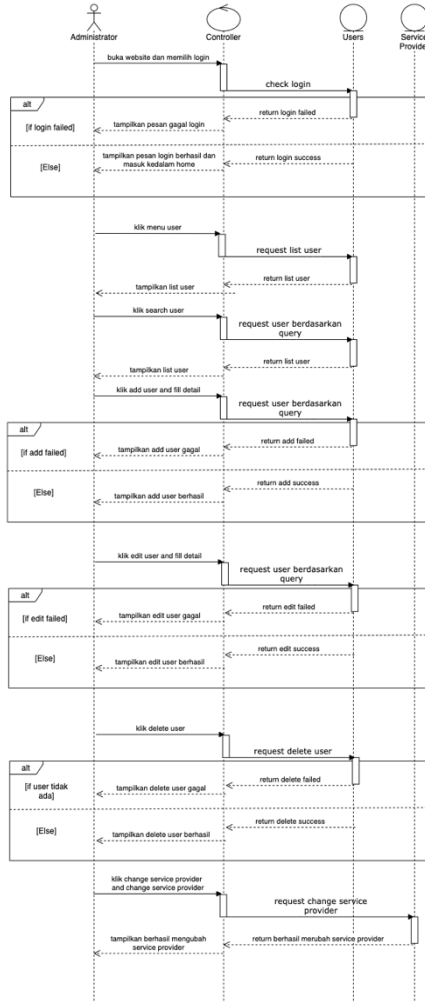 Administrator
Controller
Users
Service
Provide
buka website dan memilih login
check login
alt
return login failed
[if login failed]
tampilkan pesan gagal login
[Else]
tampilkan pesan login berhasil dan
masuk kedalam home
return login success
klik menu user
request list user
return list user
tampilkan list user
klik search user
request user berdasarkan
query
return list user
tampilkan list user
klik add user and fill detail
request user berdasarkan
query
alt
return add failed
[if add failed]
tampilkan add user gagal
[Else]
return add success
tampilkan add user berhasil
klik edit user and fill detail
request user berdasarkan
query
alt
return edit failed
[if edit failed]
tampilkan edit user gagal
[Else]
return edit success
tampilkan edit user berhasil
klik delete user
request delete user
alt
return delete failed
[if user tidak
ada]
tampilkan delete user gagal
[Else]
return delete success
tampilkan delete user berhasil
klik change service provider
and change service provider
request change service
provider
tampilkan berhasil mengubah
service provider
return berhasil merubah service provider